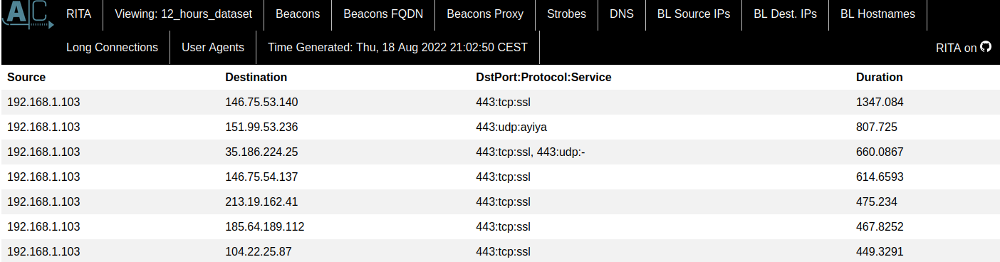 AC RITA Viewing: 12_hours_dataset Beacons Beacons FQDN Beacons Proxy Strobes DNS BL Source IPs BL Dest. IPs BL Hostnames
Long Connections User Agents Time Generated: Thu, 18 Aug 2022 21:02:50 CEST RITA on
Source Destination DstPort:Protocol:Service Duration
192.168.1.103 146.75.53.140 443:tcp:ssl 1347.084
192.168.1.103 151.99.53.236 443:udp:ayiya 807.725
192.168.1.103 35.186.224.25 443:tcp:ssl, 443:udp:- 660.0867
192.168.1.103 146.75.54.137 443:tcp:ssl 614.6593
192.168.1.103 213.19.162.41 443:tcp:ssl 475.234
192.168.1.103 185.64.189.112 443:tcp:ssl 467.8252
192.168.1.103 104.22.25.87 443:tcp:ssl 449.3291